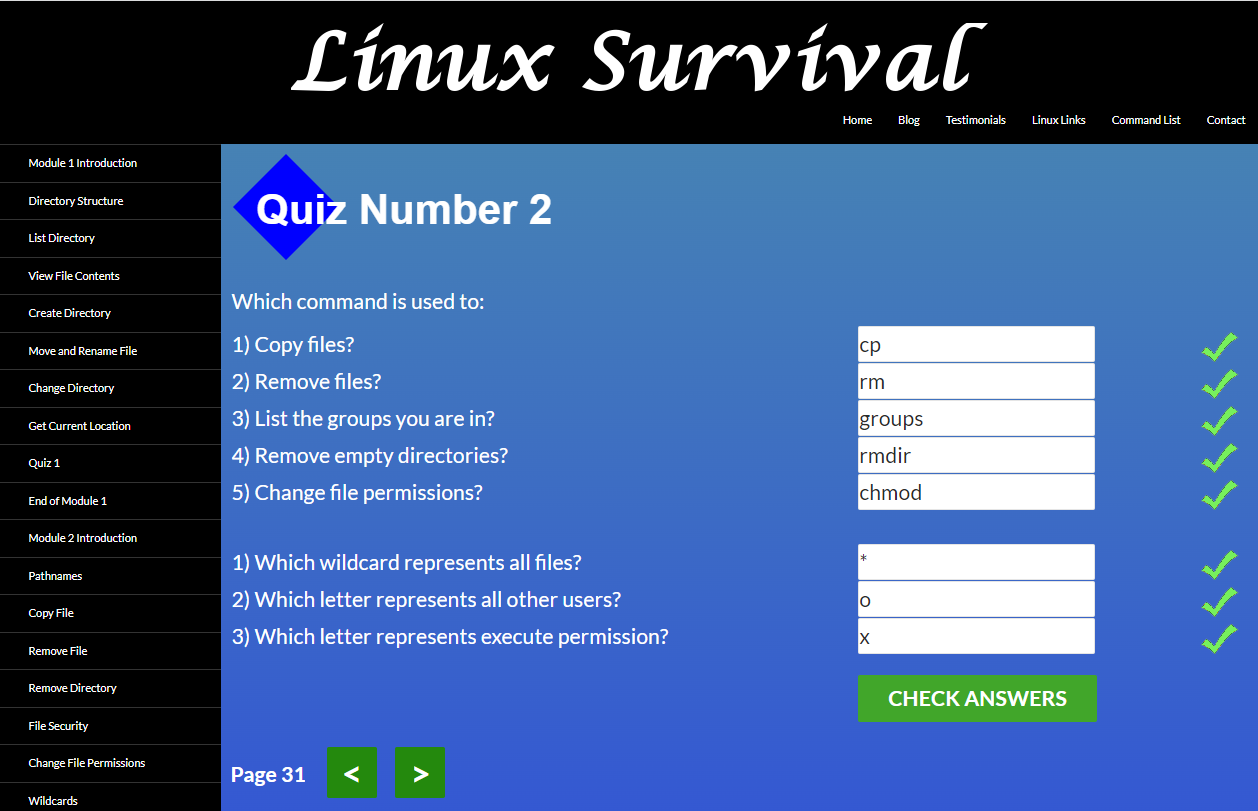 Linux Survival
Home Blog Testimonials Linux Links Command List Contact
Module 1 Introduction
Directory Structure
List Directory
View File Contents
Create Directory
Move and Rename File
Change Directory
Get Current Location
Quiz 1
End of Module 1
Module 2 Introduction
Pathnames
Copy File
Remove File
Remove Directory
File Security
Change File Permissions
Wildcards
Quiz Number 2
Which command is used to:
1) Copy files? cp
2) Remove files? rm
3) List the groups you are in? groups
4) Remove empty directories? rmdir
5) Change file permissions? chmod
1) Which wildcard represents all files? *
2) Which letter represents all other users? o
3) Which letter represents execute permission? x
CHECK ANSWERS
Page 31 < >